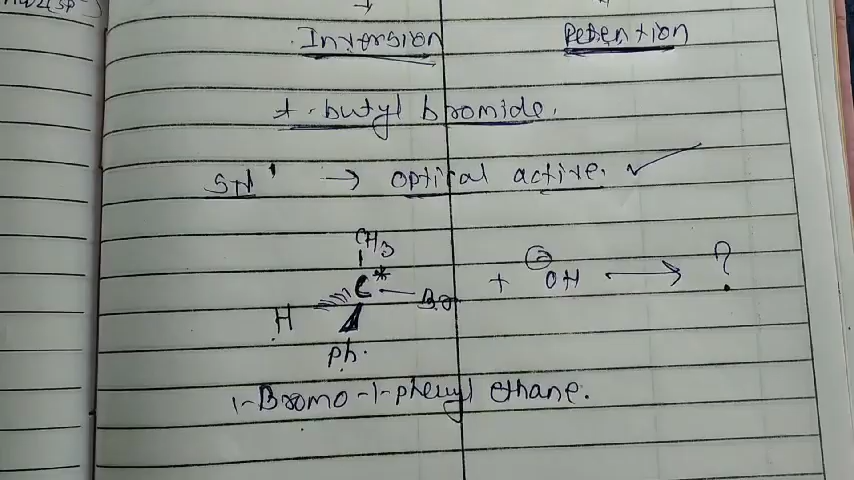 Inversion Retention
t-butyl bromide.
SN1 → optical active. ✓
CH3
C* Br + ⊖OH → ?
H
Ph.
1-Bromo-1-phenyl ethane.